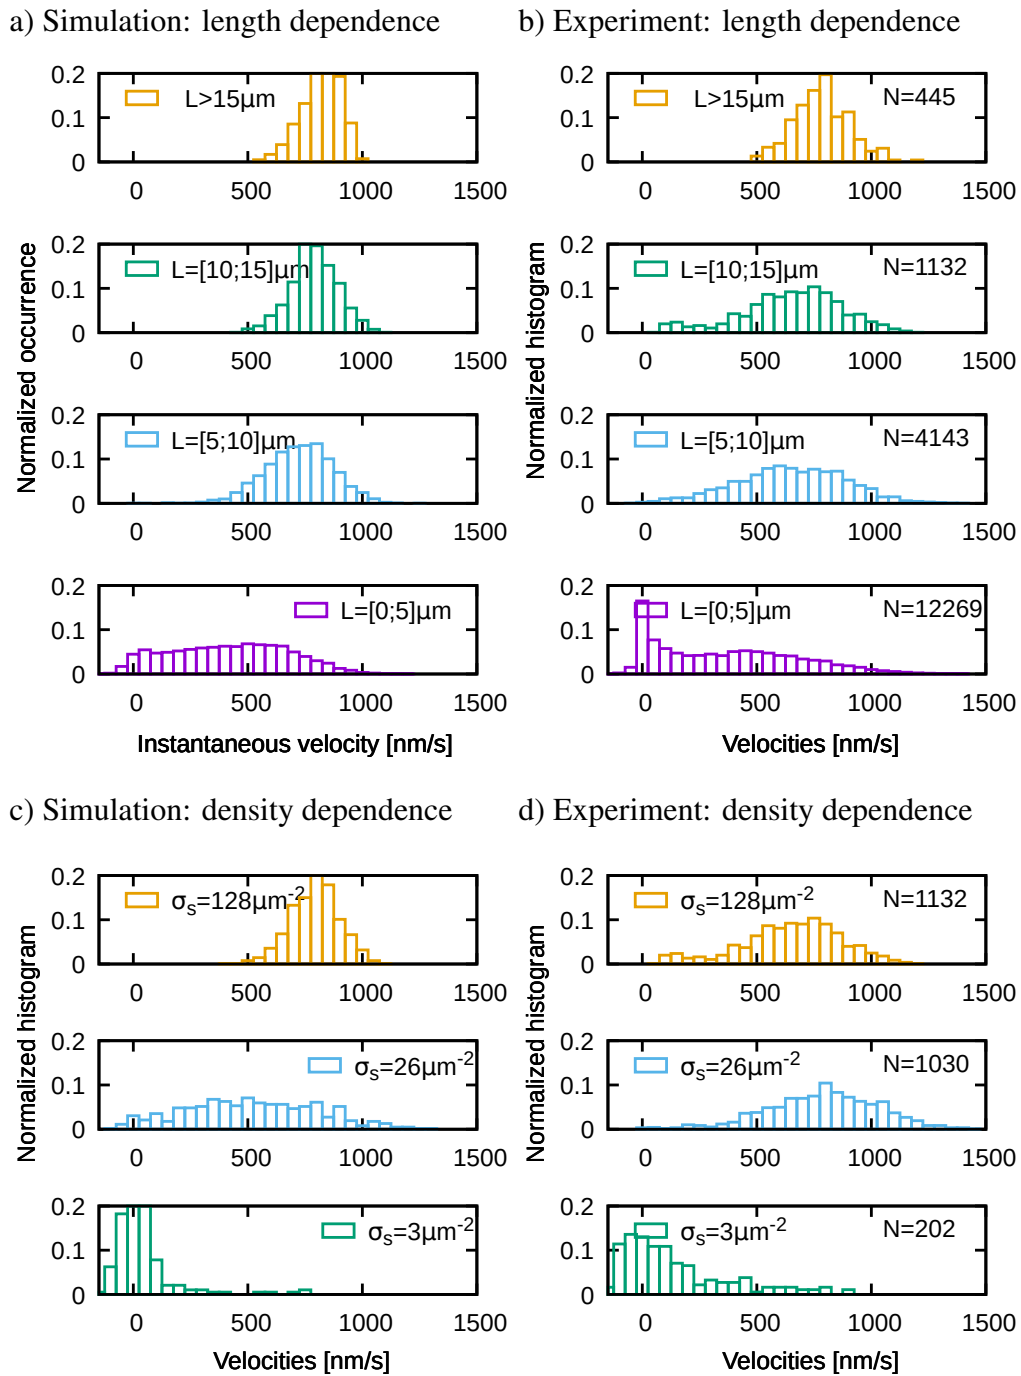 a) Simulation: length dependence
b) Experiment: length dependence
Normalized occurrence
0.2
0.1
0
L>15µm
0 500 1000 1500
0.2
0.1
0
L=[10;15]µm
0 500 1000 1500
0.2
0.1
0
L=[5;10]µm
0 500 1000 1500
0.2
0.1
0
L=[0;5]µm
0 500 1000 1500
Instantaneous velocity [nm/s]
Normalized histogram
0.2
0.1
0
L>15µm
N=445
0 500 1000 1500
0.2
0.1
0
L=[10;15]µm
N=1132
0 500 1000 1500
0.2
0.1
0
L=[5;10]µm
N=4143
0 500 1000 1500
0.2
0.1
0
L=[0;5]µm
N=12269
0 500 1000 1500
Velocities [nm/s]
c) Simulation: density dependence
d) Experiment: density dependence
Normalized histogram
0.2
0.1
0
σs=128µm-2
0 500 1000 1500
0.2
0.1
0
σs=26µm-2
0 500 1000 1500
0.2
0.1
0
σs=3µm-2
0 500 1000 1500
Velocities [nm/s]
Normalized histogram
0.2
0.1
0
σs=128µm-2
N=1132
0 500 1000 1500
0.2
0.1
0
σs=26µm-2
N=1030
0 500 1000 1500
0.2
0.1
0
σs=3µm-2
N=202
0 500 1000 1500
Velocities [nm/s]